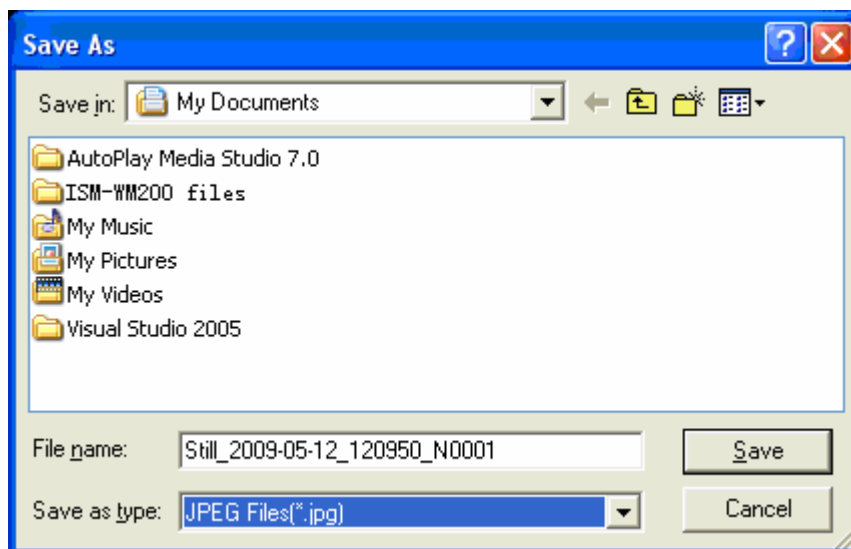 Save As
Save in: My Documents
AutoPlay Media Studio 7.0
ISM-WM200 files
My Music
My Pictures
My Videos
Visual Studio 2005
File name: Still_2009-05-12_120950_N0001 Save
Save as type: JPEG Files(*.jpg) Cancel